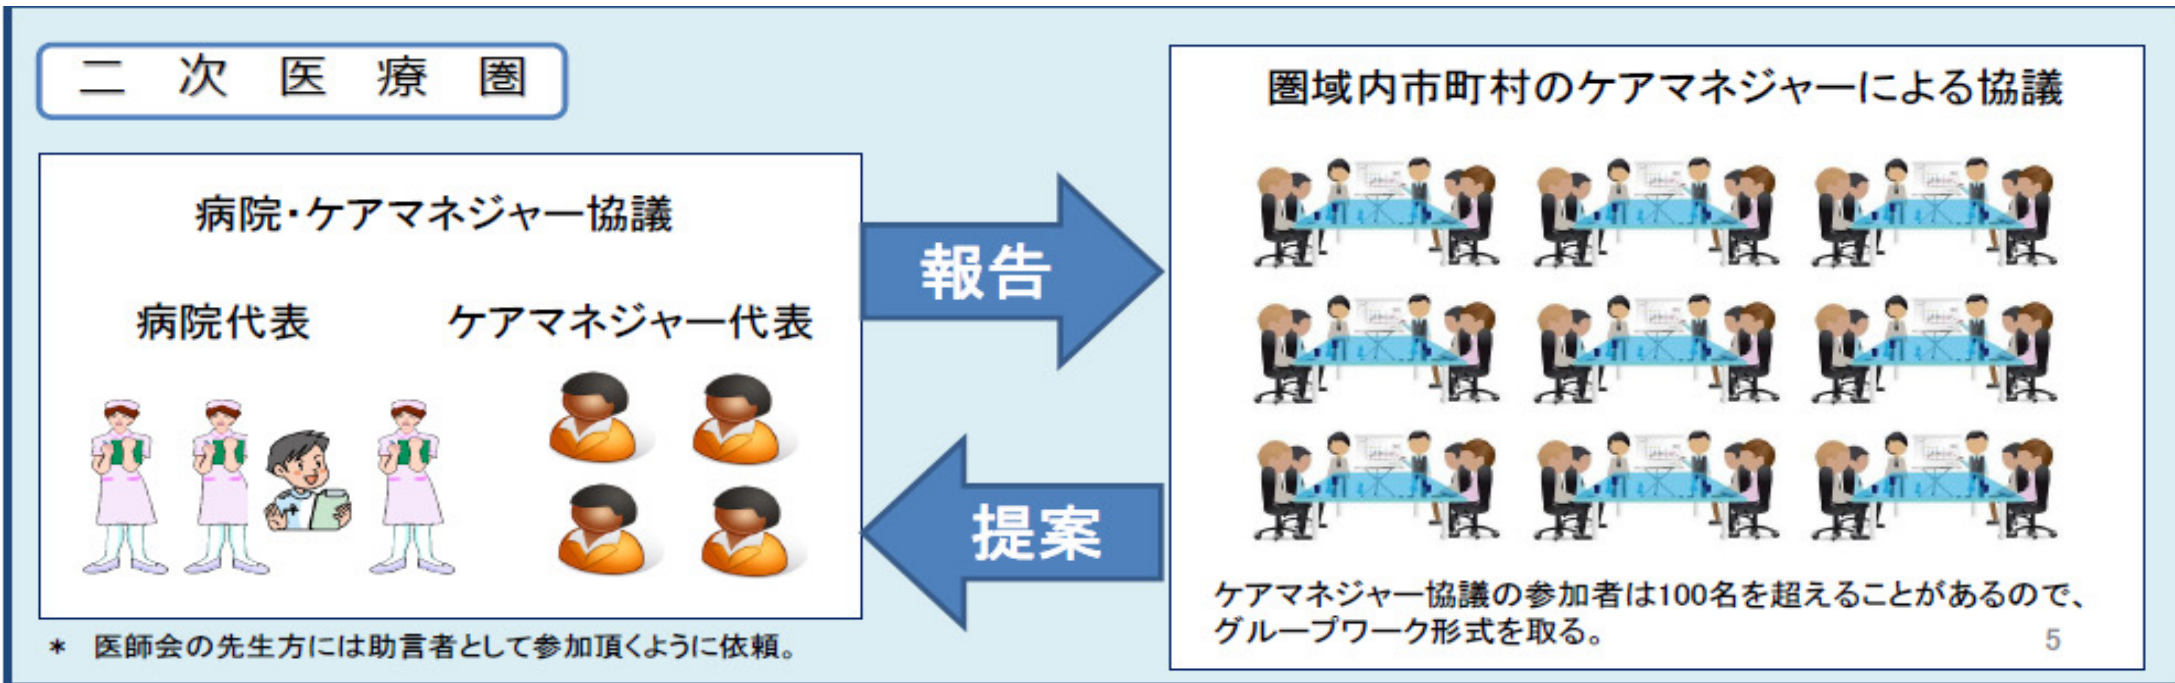 二次医療圏
病院・ケアマネジャー協議
病院代表
ケアマネジャー代表
* 医師会の先生方には助言者として参加頂くように依頼。
報告
提案
圏域内市町村のケアマネジャーによる協議
ケアマネジャー協議の参加者は100名を超えることがあるので、
グループワーク形式を取る。
5